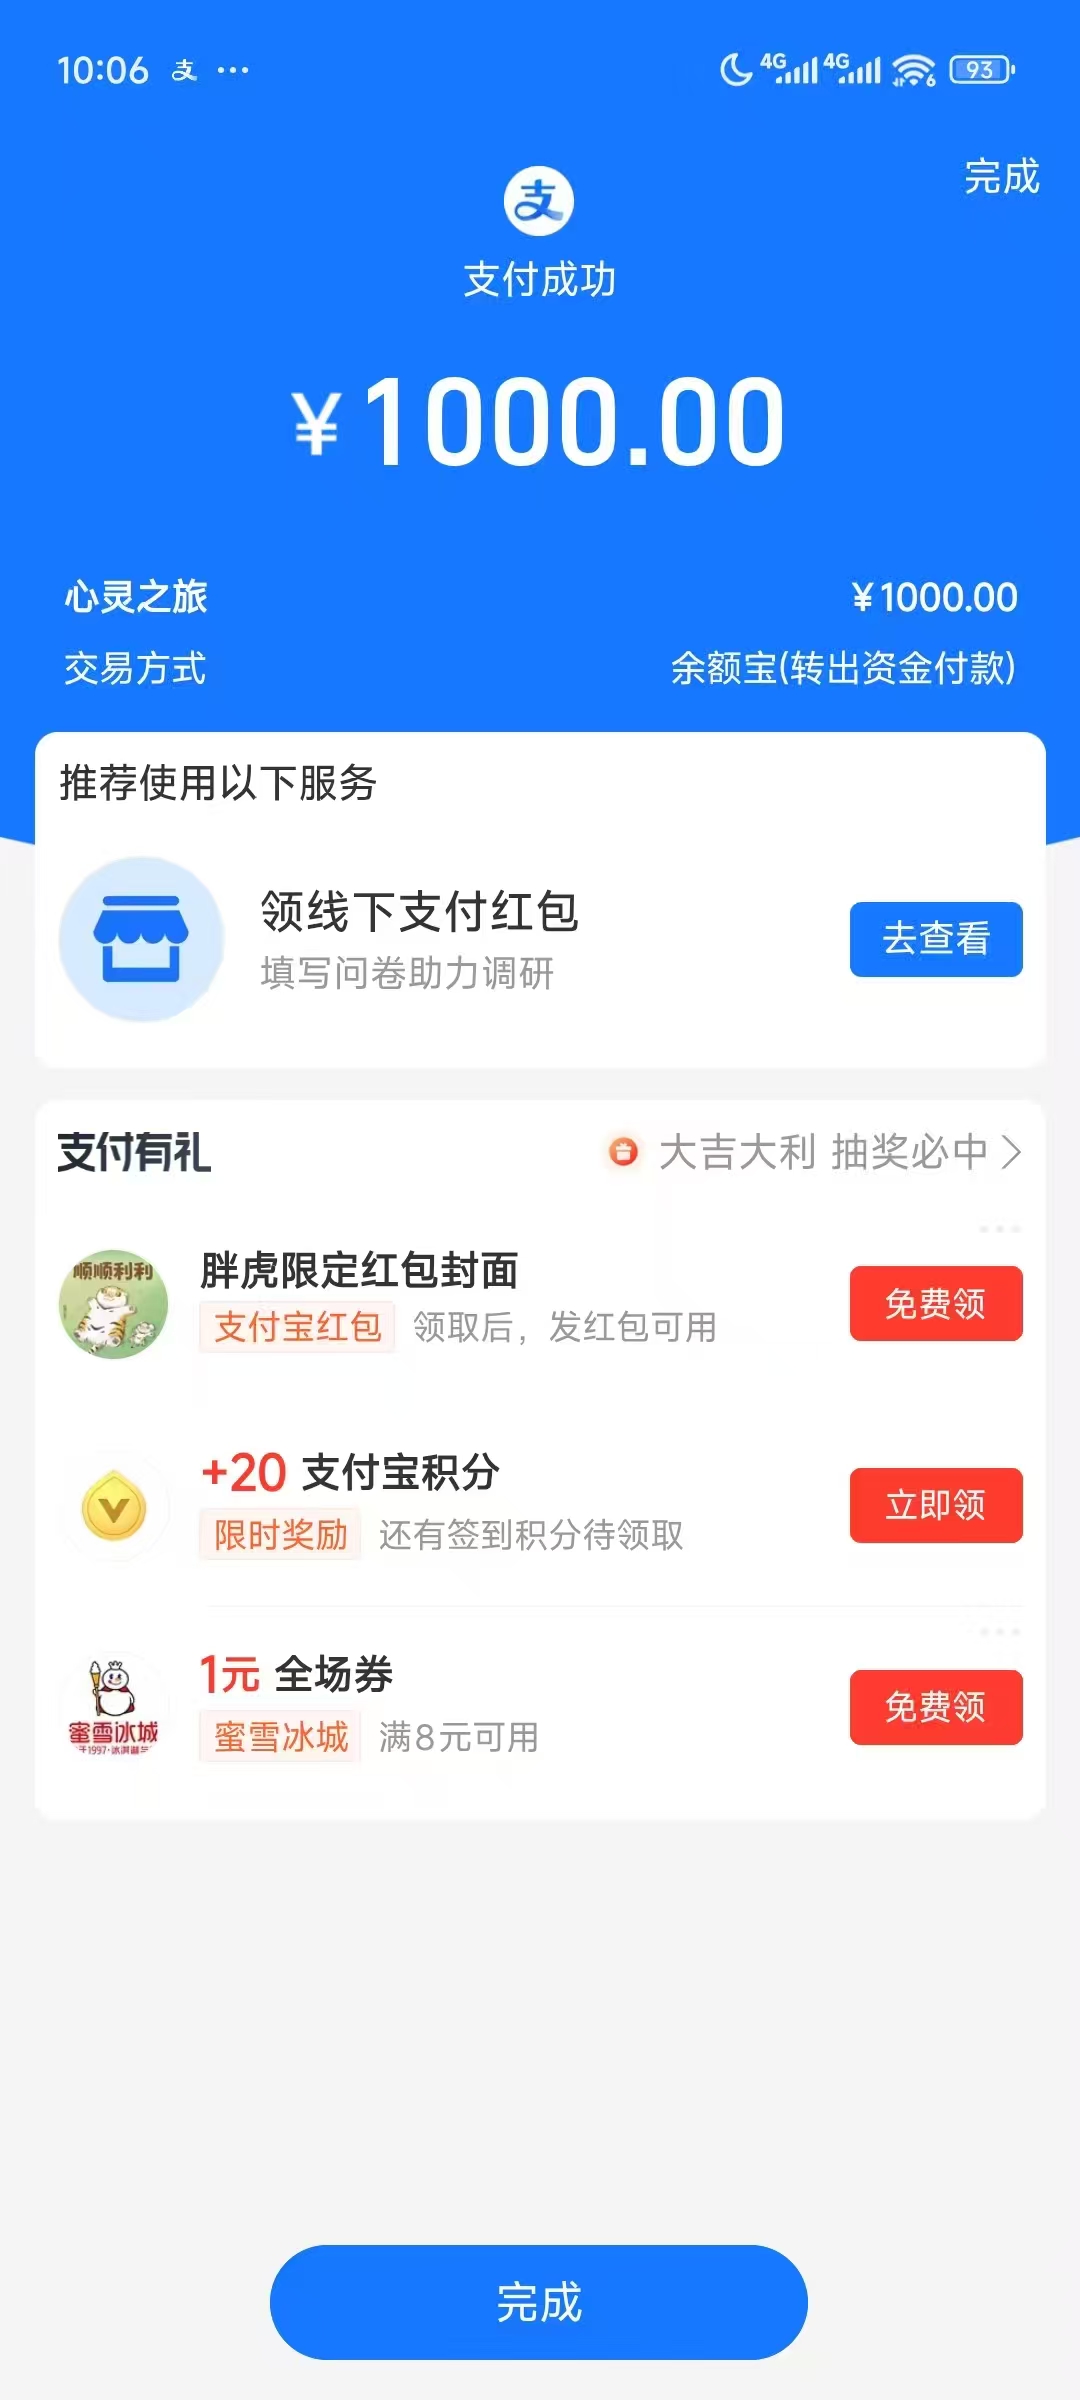 10:06 支 ...
4G 4G 6 93
完成
支
支付成功
¥1000.00
心灵之旅 ¥1000.00
交易方式 余额宝(转出资金付款)
推荐使用以下服务
领线下支付红包
填写问卷助力调研
去查看
支付有礼 大吉大利 抽奖必中
顺顺利利
胖虎限定红包封面
支付宝红包 领取后，发红包可用
免费领
+20 支付宝积分
限时奖励 还有签到积分待领取
立即领
蜜雪冰城
1元 全场券
蜜雪冰城 满8元可用
免费领
完成